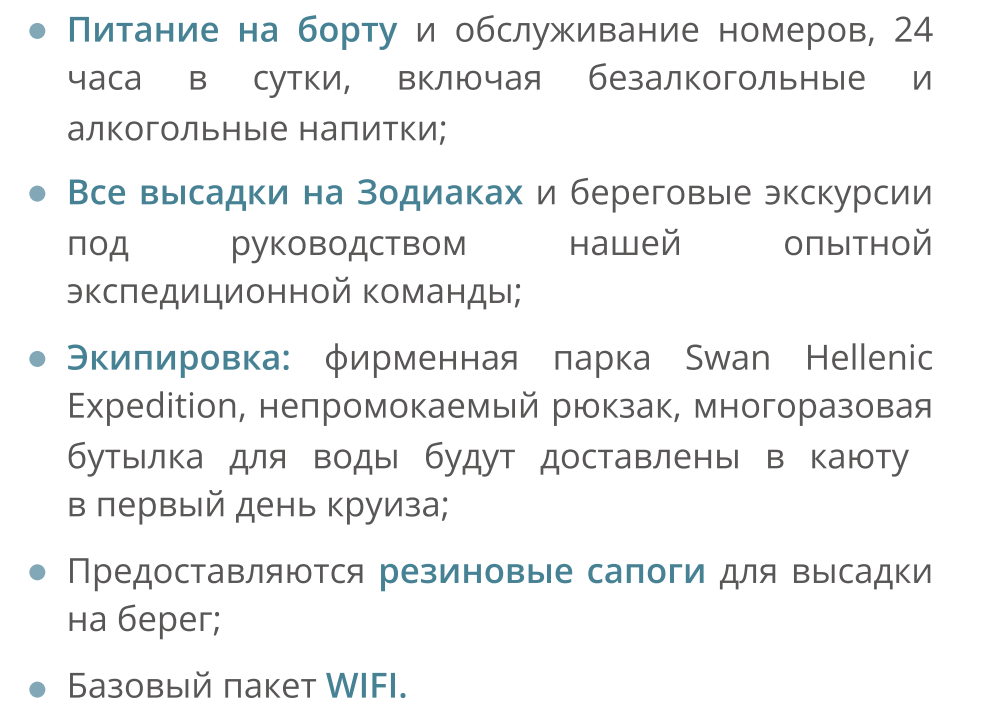 • Питание на борту и обслуживание номеров, 24
часа в сутки, включая безалкогольные и
алкогольные напитки;
• Все высадки на Зодиаках и береговые экскурсии
под руководством нашей опытной
экспедиционной команды;
• Экипировка: фирменная парка Swan Hellenic
Expedition, непромокаемый рюкзак, многоразовая
бутылка для воды будут доставлены в каюту
в первый день круиза;
• Предоставляются резиновые сапоги для высадки
на берег;
• Базовый пакет WIFI.